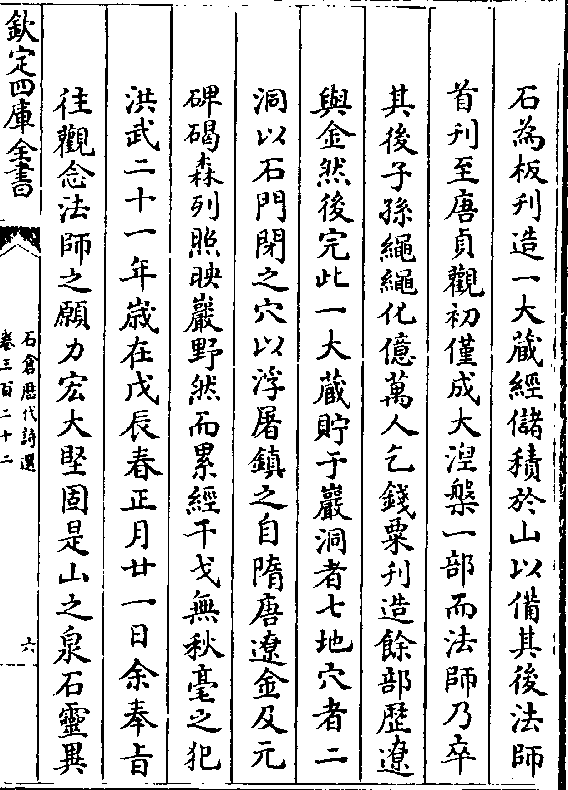 石為板刋造一大藏經儲積於山以備其後法師
首刋至唐貞觀初僅成大湼槃一部而法師乃卒
其後子孫繩繩化億萬人乞錢粟刋造餘部歴遼
與金然後完此一大藏貯于巖洞者七地穴者二
洞以石門閉之穴以浮屠鎮之自隋唐遼金及元
碑碣森列照映巖野然而累經干戈無秋毫之犯
洪武二十一年歳在戊辰春正月廿一日余奉㫖
往觀念法師之願力宏大堅固是山之泉石靈異
欽定四庫全書
石倉歴代詩選
卷三百二十二
六